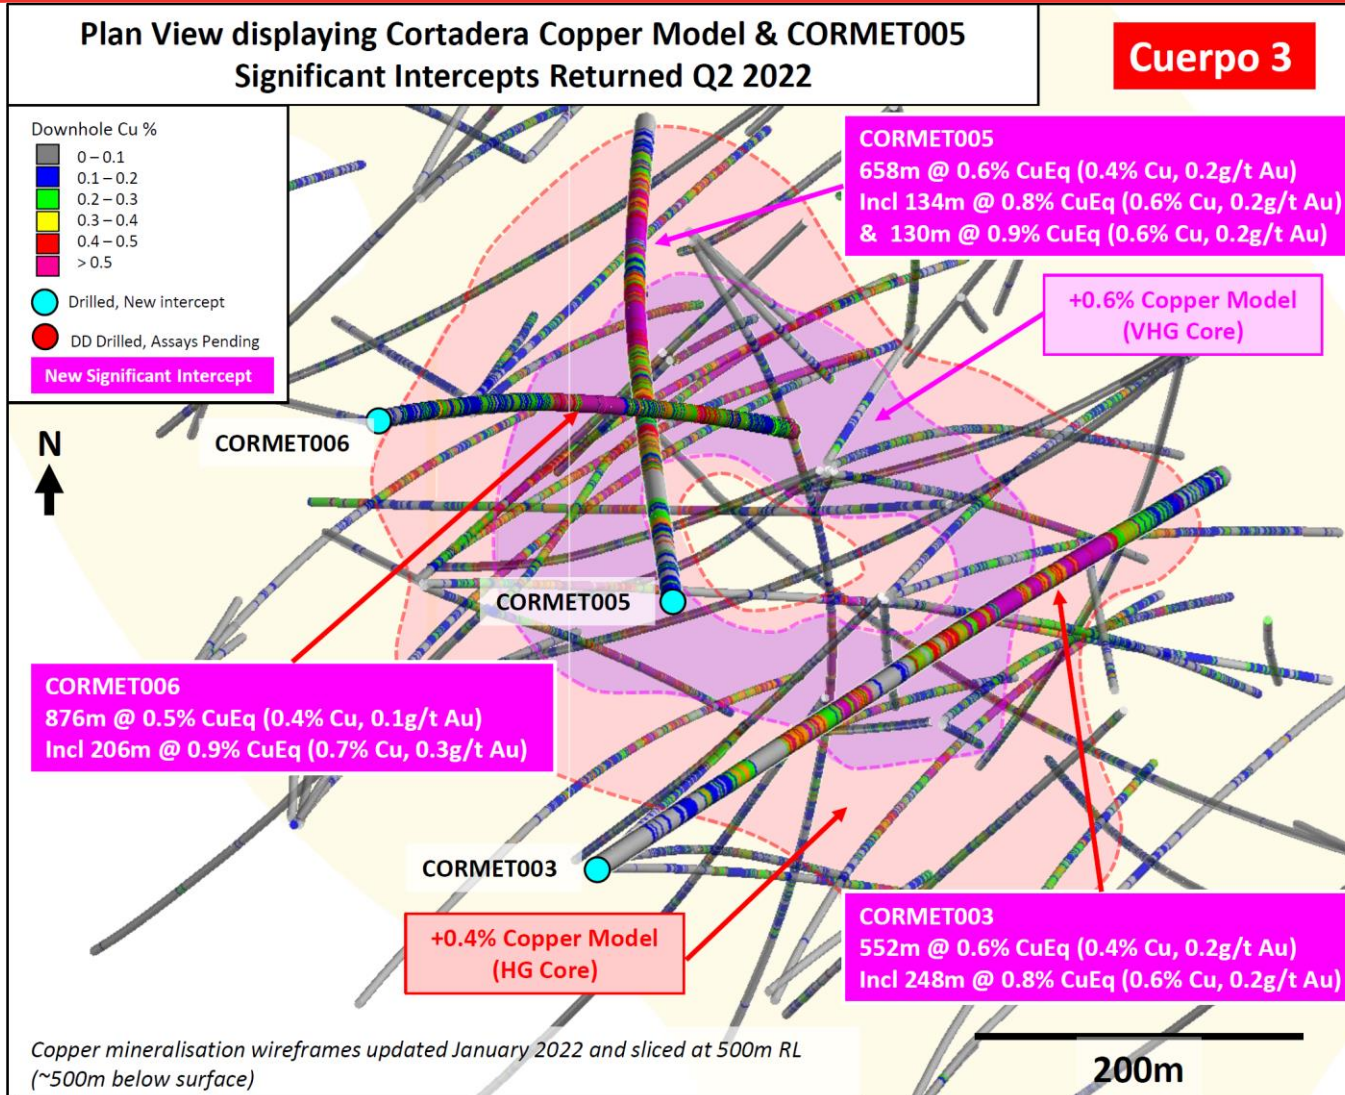 Plan View displaying Cortadera Copper Model & CORMET005
Significant Intercepts Returned Q2 2022
Cuerpo 3
Downhole Cu %
0 – 0.1
0.1 – 0.2
0.2 – 0.3
0.3 – 0.4
0.4 – 0.5
> 0.5
Drilled, New intercept
DD Drilled, Assays Pending
New Significant Intercept
CORMET005
658m @ 0.6% CuEq (0.4% Cu, 0.2g/t Au)
Incl 134m @ 0.8% CuEq (0.6% Cu, 0.2g/t Au)
& 130m @ 0.9% CuEq (0.6% Cu, 0.2g/t Au)
+0.6% Copper Model
(VHG Core)
N
CORMET006
CORMET005
CORMET006
876m @ 0.5% CuEq (0.4% Cu, 0.1g/t Au)
Incl 206m @ 0.9% CuEq (0.7% Cu, 0.3g/t Au)
CORMET003
+0.4% Copper Model
(HG Core)
CORMET003
552m @ 0.6% CuEq (0.4% Cu, 0.2g/t Au)
Incl 248m @ 0.8% CuEq (0.6% Cu, 0.2g/t Au)
Copper mineralisation wireframes updated January 2022 and sliced at 500m RL
(~500m below surface)
200m